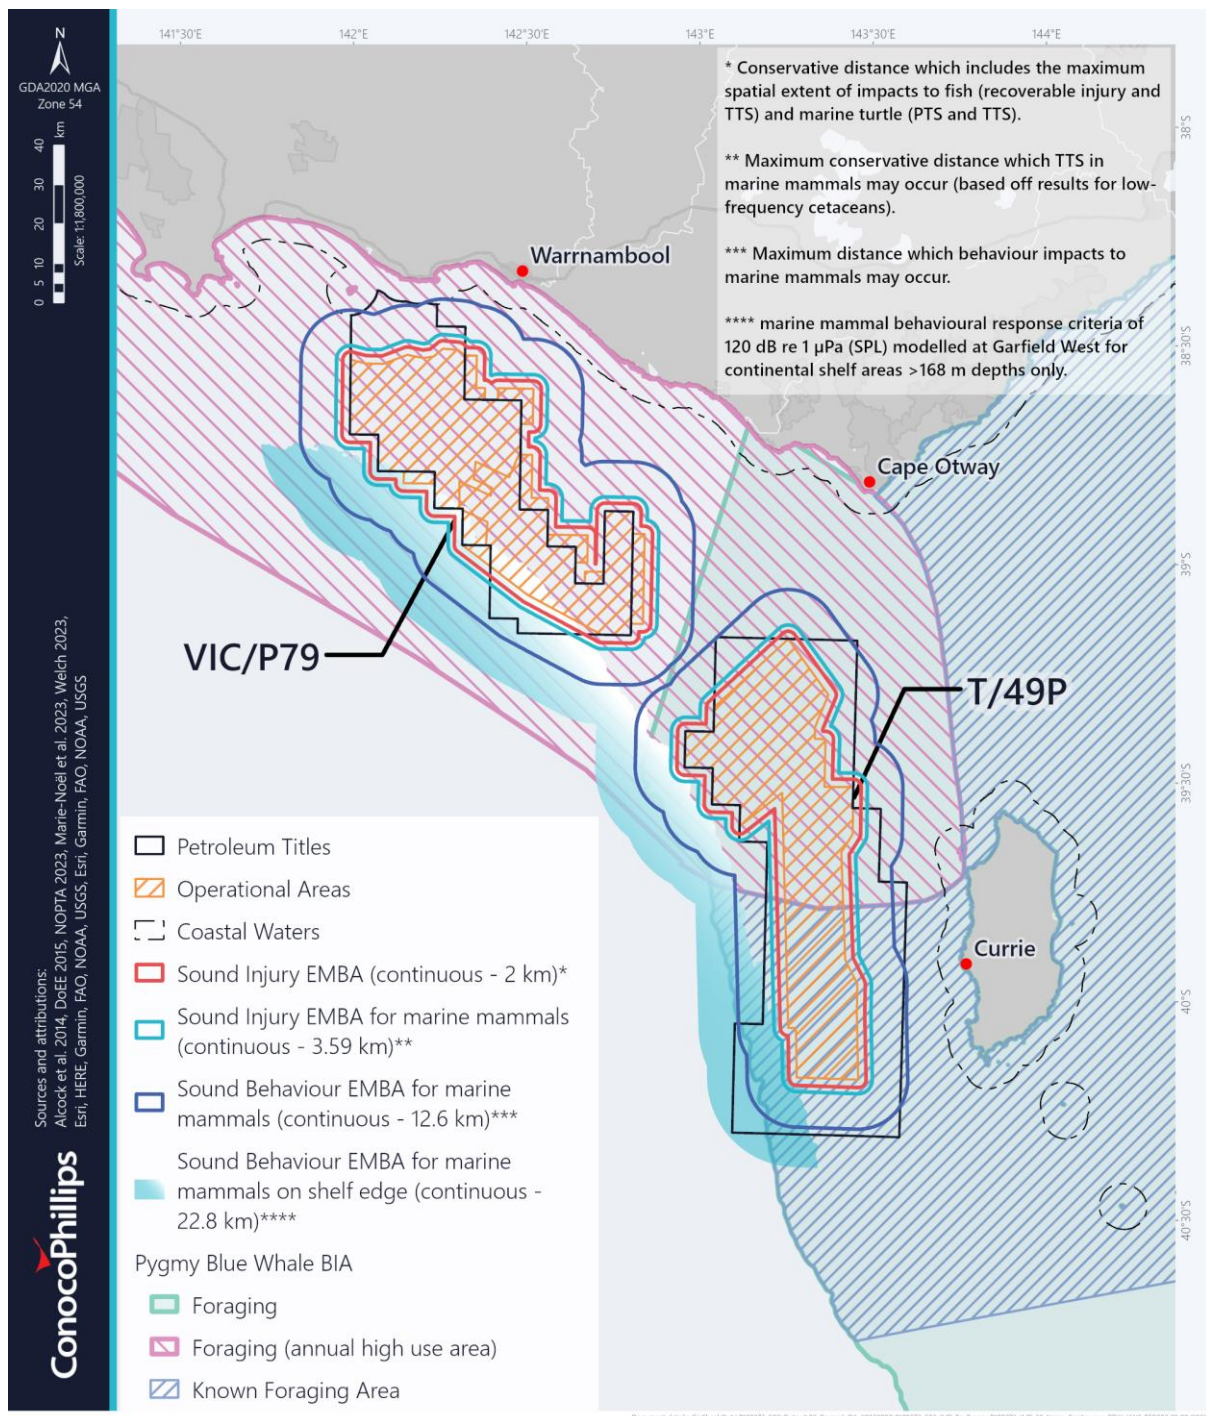 141°30'E
142°E
142°30'E
143°E
143°30'E
144°E
N
GDA2020 MGA
Zone 54
km
40
30
20
10
5
0
Scale: 1:1,800,000
* Conservative distance which includes the maximum
spatial extent of impacts to fish (recoverable injury and
TTS) and marine turtle (PTS and TTS).
** Maximum conservative distance which TTS in
marine mammals may occur (based off results for low-
frequency cetaceans).
*** Maximum distance which behaviour impacts to
marine mammals may occur.
**** marine mammal behavioural response criteria of
120 dB re 1 µPa (SPL) modelled at Garfield West for
continental shelf areas >168 m depths only.
38°S
38°30'S
39°S
39°30'S
40°S
40°30'S
Warrnambool
Cape Otway
VIC/P79
T/49P
Currie
Petroleum Titles
Operational Areas
Coastal Waters
Sound Injury EMBA (continuous - 2 km)*
Sound Injury EMBA for marine mammals
(continuous - 3.59 km)**
Sound Behaviour EMBA for marine
mammals (continuous - 12.6 km)***
Sound Behaviour EMBA for marine
mammals on shelf edge (continuous -
22.8 km)****
Pygmy Blue Whale BIA
Foraging
Foraging (annual high use area)
Known Foraging Area
Sources and attributions:
Alcock et al. 2014, DoEE 2015, NOPTA 2023, Marie-Noël et al. 2023, Welch 2023,
Esri, HERE, Garmin, FAO, NOAA, USGS, Esri, Garmin, FAO, NOAA, USGS
ConocoPhillips